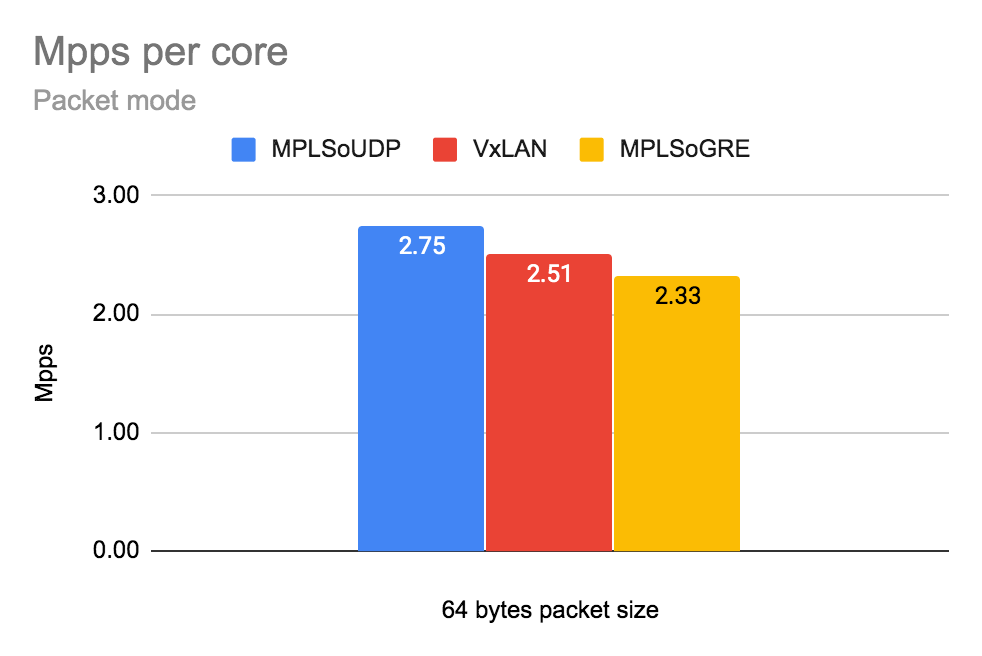 Mpps per core
Packet mode
MPLSoUDP VxLAN MPLSoGRE
3.00
2.75
2.51
2.33
2.00
Mpps
1.00
0.00
64 bytes packet size